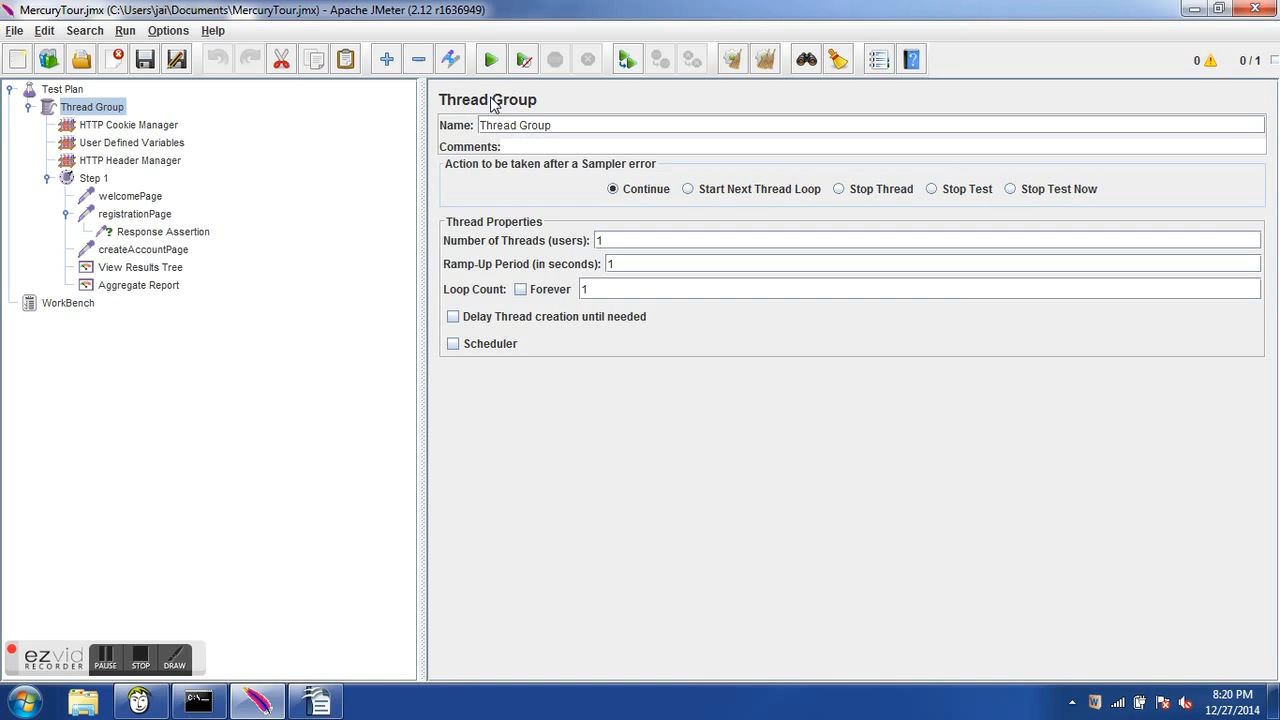 MercuryTour.jmx (C:\Users\jai\Documents\MercuryTour.jmx) - Apache JMeter (2.12 r1636949)
File Edit Search Run Options Help
0 0 / 1
Test Plan
Thread Group
HTTP Cookie Manager
User Defined Variables
HTTP Header Manager
Step 1
welcomePage
registrationPage
Response Assertion
createAccountPage
View Results Tree
Aggregate Report
WorkBench
Thread Group
Name: Thread Group
Comments:
Action to be taken after a Sampler error
Continue Start Next Thread Loop Stop Thread Stop Test Stop Test Now
Thread Properties
Number of Threads (users): 1
Ramp-Up Period (in seconds): 1
Loop Count: Forever 1
Delay Thread creation until needed
Scheduler
ezvid
RECORDER
PAUSE STOP DRAW
8:20 PM
12/27/2014